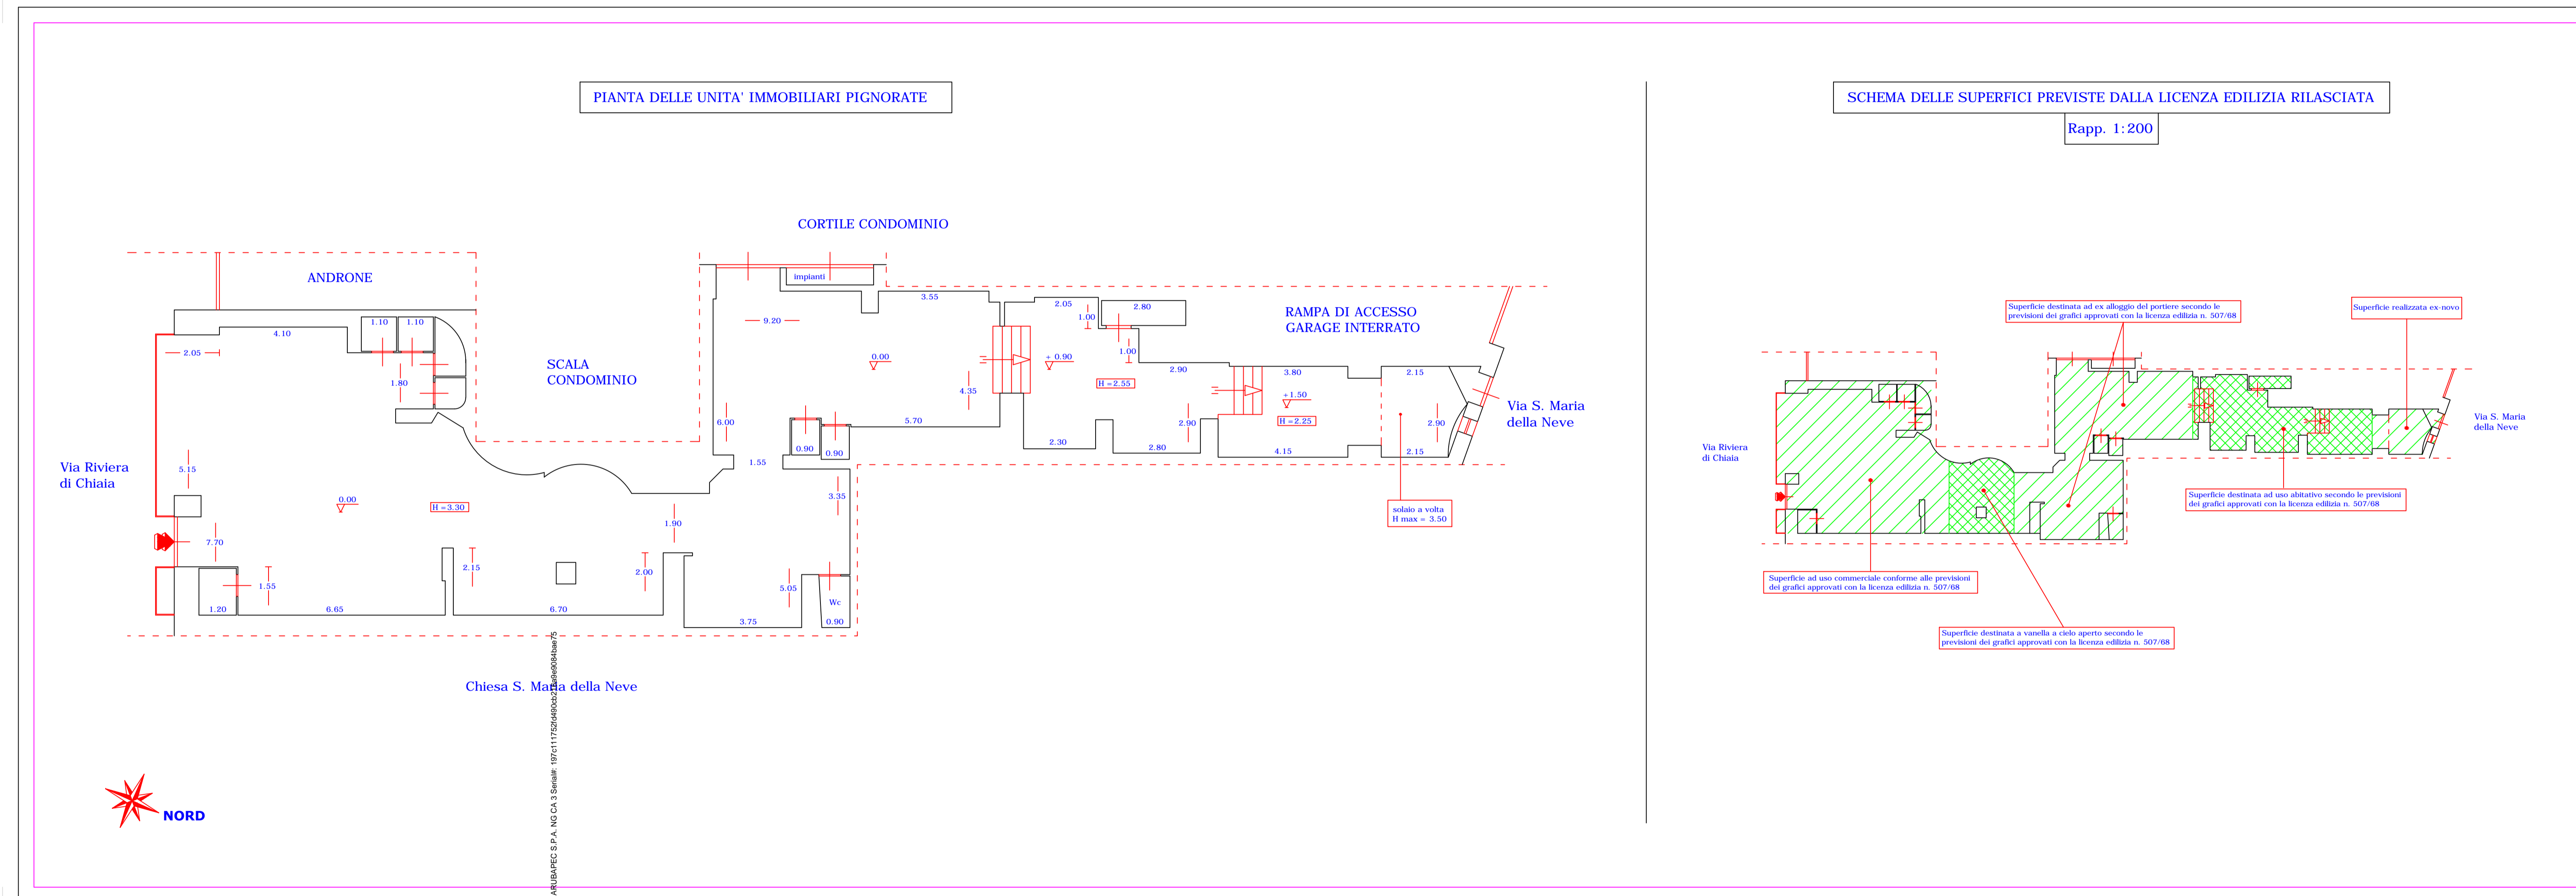 PIANTA DELLE UNITA' IMMOBILIARI PIGNORATE
CORTILE CONDOMINIO
ANDRONE
impianti
RAMPA DI ACCESSO
GARAGE INTERRATO
SCALA
CONDOMINIO
Via Riviera
di Chiaia
Via S. Maria
della Neve
4.10
1.10
1.10
2.05
1.80
5.15
0.00
H =3.30
7.70
1.20
1.55
6.65
2.15
6.70
2.00
1.90
3.75
5.05
Wc
0.90
3.35
1.55
0.90
0.90
6.00
9.20
3.55
0.00
4.35
5.70
2.05
1.00
2.80
1.00
+ 0.90
H =2.55
2.90
2.90
2.30
2.80
3.80
+1.50
H =2.25
4.15
2.15
2.90
2.15
solaio a volta
H max = 3.50
Chiesa S. Maria della Neve
NORD
SCHEMA DELLE SUPERFICI PREVISTE DALLA LICENZA EDILIZIA RILASCIATA
Rapp. 1:200
Superficie destinata ad ex alloggio del portiere secondo le
previsioni dei grafici approvati con la licenza edilizia n. 507/68
Superficie realizzata ex-novo
Via Riviera
di Chiaia
Via S. Maria
della Neve
Superficie destinata ad uso abitativo secondo le previsioni
dei grafici approvati con la licenza edilizia n. 507/68
Superficie ad uso commerciale conforme alle previsioni
dei grafici approvati con la licenza edilizia n. 507/68
Superficie destinata a vanella a cielo aperto secondo le
previsioni dei grafici approvati con la licenza edilizia n. 507/68
ARUBAPEC S.P.A. NG CA 3 Serial#: